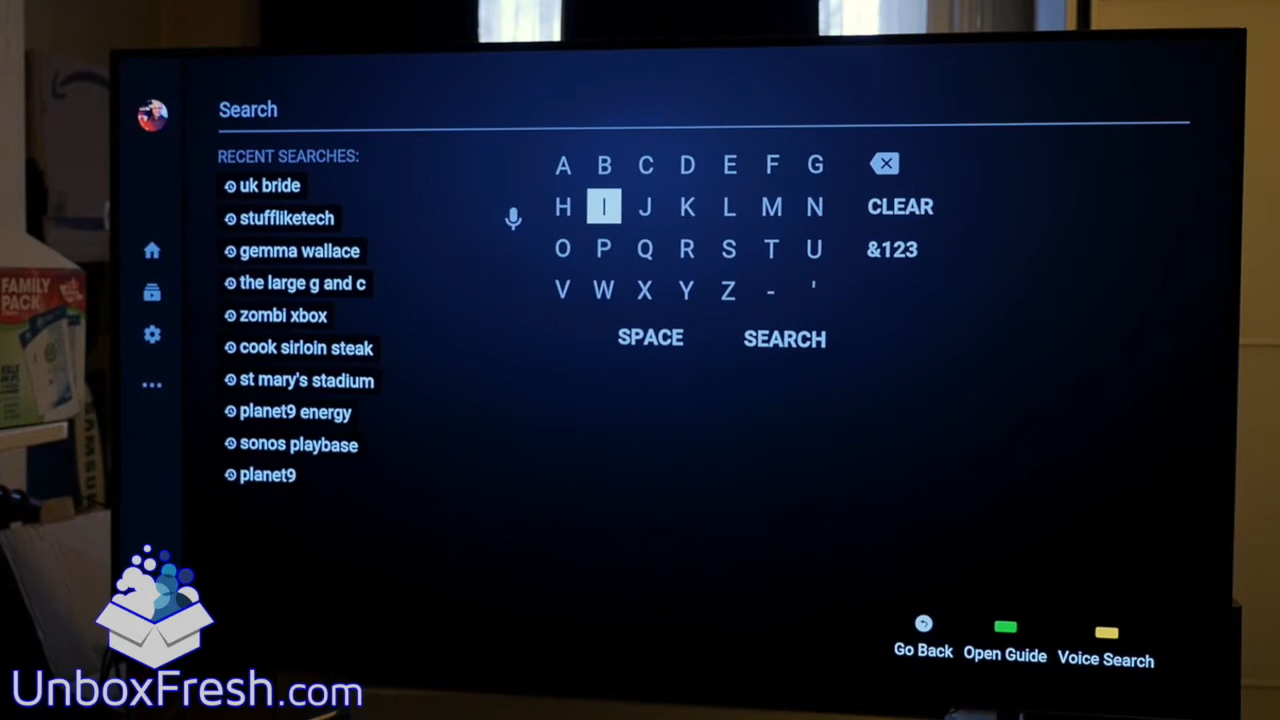 Search
RECENT SEARCHES:
uk bride
stuffliketech
gemma wallace
the large g and c
zombi xbox
cook sirloin steak
st mary's stadium
planet9 energy
sonos playbase
planet9
A B C D E F G
H I J K L M N CLEAR
O P Q R S T U &123
V W X Y Z - '
SPACE SEARCH
Go Back Open Guide Voice Search
FAMILY
PACK
SAMSUNG
UnboxFresh.com